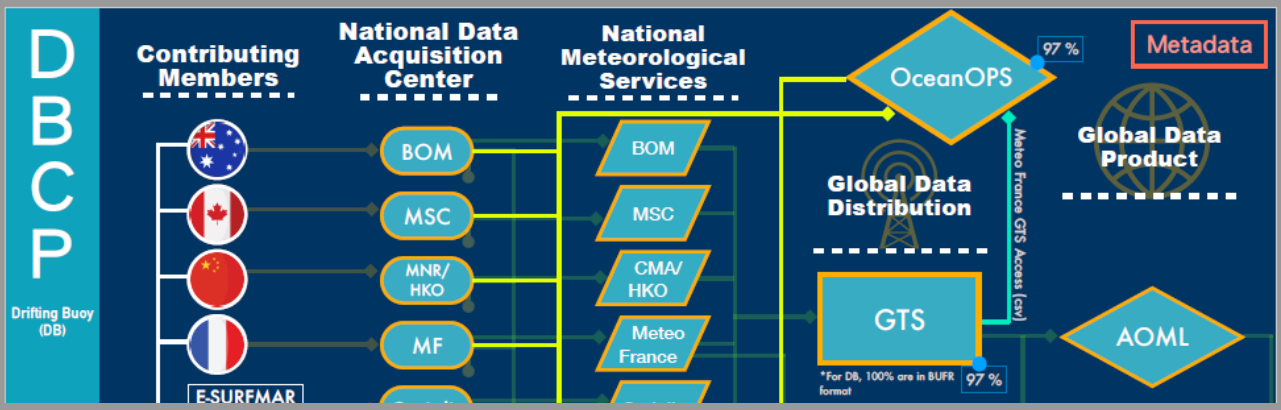 D
B
C
P
Drifting Buoy
(DB)
Contributing
Members
National Data
Acquisition
Center
National
Meteorological
Services
OceanOPS
97 %
Metadata
Global Data
Product
Global Data
Distribution
Meteo France GTS Access (csv)
BOM
MSC
MNR/
HKO
MF
BOM
MSC
CMA/
HKO
Meteo
France
GTS
AOML
*For DB, 100% are in BUFR
format
97 %
E-SURFMAR